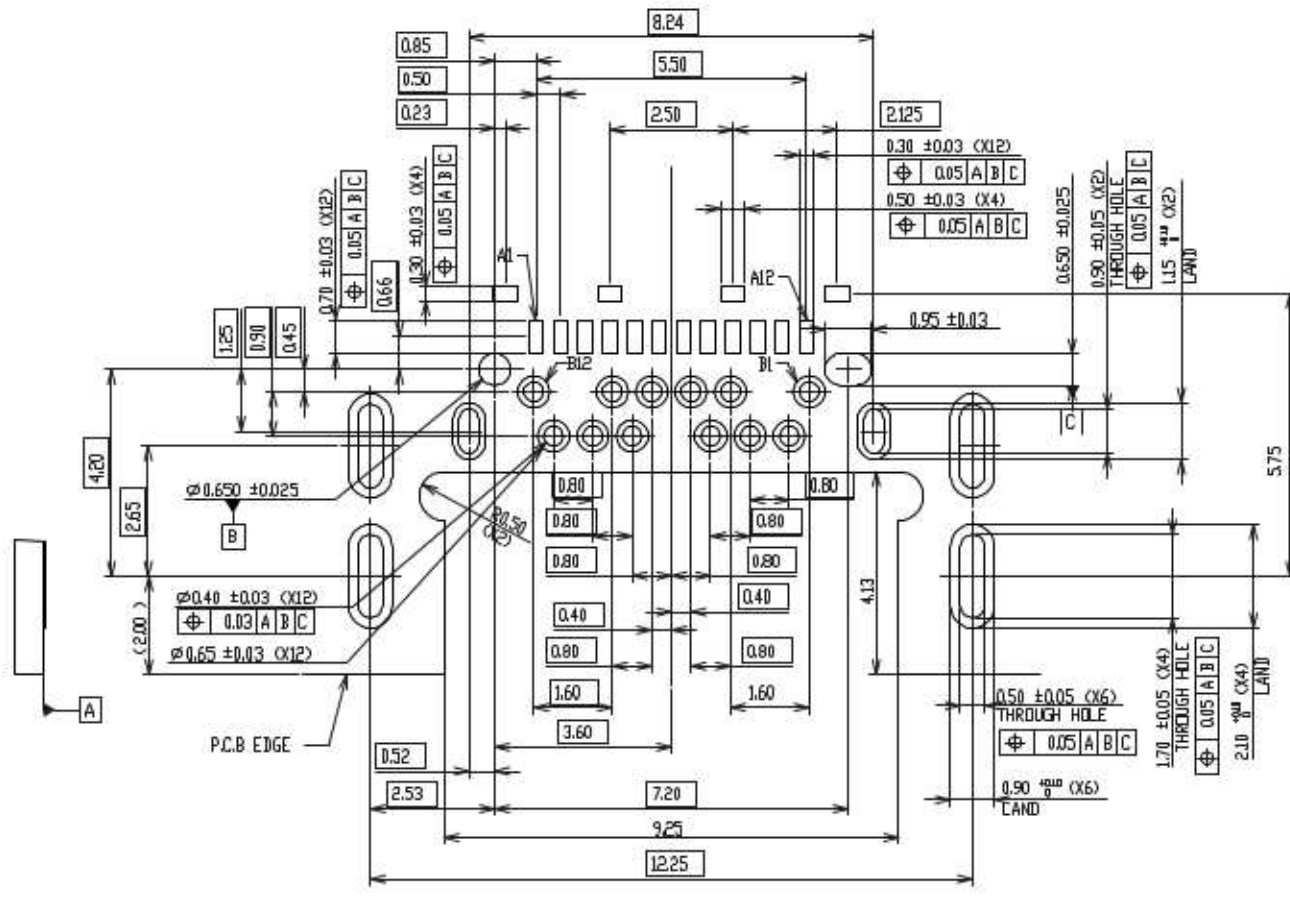 8.24
0.85
5.50
0.50
2.50
2.125
0.23
0.30 ±0.03 (X12)
⌖ 0.05 A B C
0.50 ±0.03 (X4)
⌖ 0.05 A B C
0.70 ±0.03 (X12)
⌖ 0.05 A B C
0.30 ±0.03 (X4)
⌖ 0.05 A B C
0.650 ±0.025
0.90 ±0.05 (X2)
THROUGH HOLE
⌖ 0.05 A B C
1.15 (X2)
LAND
A1
A12
0.66
1.25
0.90
0.45
0.95 ±0.03
B12
B1
C
4.20
2.65
5.75
Ø0.650 ±0.025
B
R0.50
(X2)
0.80
0.80
0.80
0.80
0.80
0.80
4.13
Ø0.40 ±0.03 (X12)
⌖ 0.03 A B C
(2.00)
Ø0.65 ±0.03 (X12)
0.40
0.40
0.80
0.80
1.60
1.60
A
P.C.B EDGE
3.60
0.50 ±0.05 (X6)
THROUGH HOLE
⌖ 0.05 A B C
1.70 ±0.05 (X4)
THROUGH HOLE
⌖ 0.05 A B C
2.10 (X4)
LAND
0.52
2.53
7.20
0.90 +0.10 0 (X6)
LAND
9.25
12.25